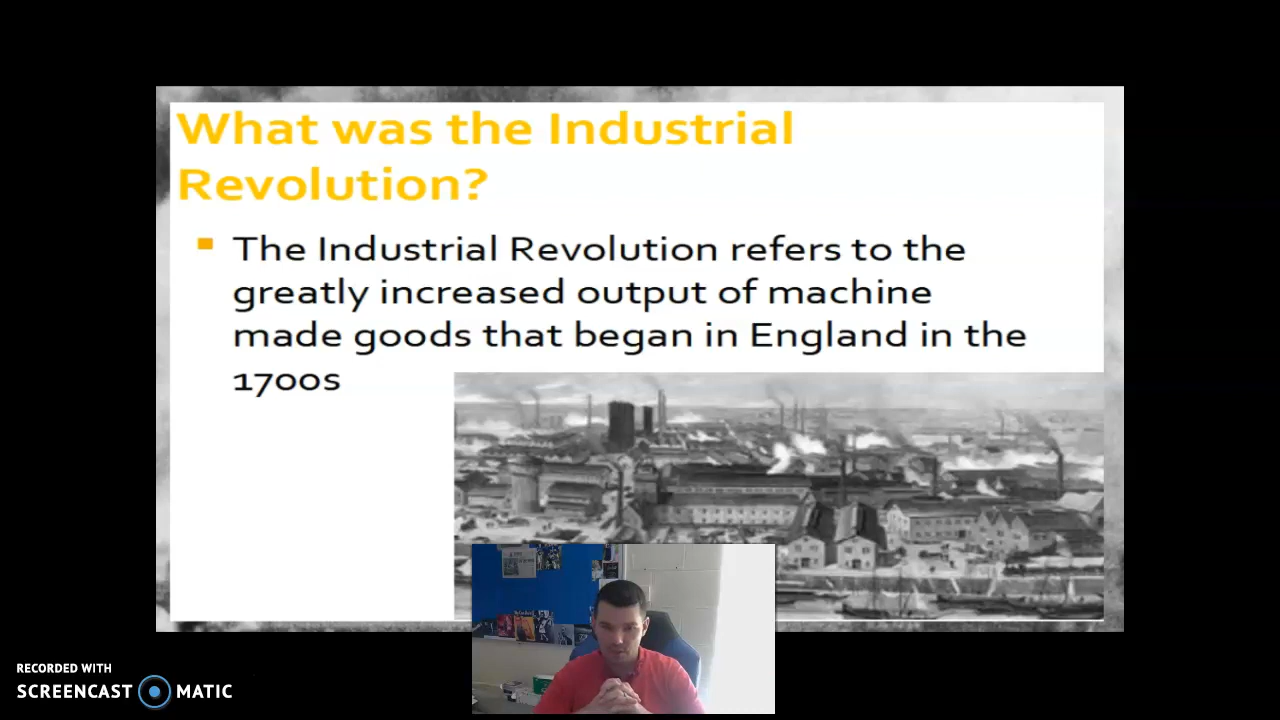 What was the Industrial
Revolution?
The Industrial Revolution refers to the
greatly increased output of machine
made goods that began in England in the
1700s
RECORDED WITH
SCREENCAST MATIC